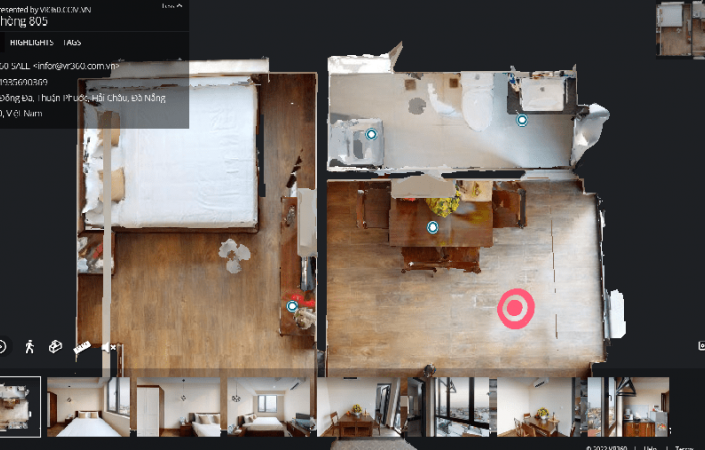 resented by VR360.COM.VN
hòng 805
HIGHLIGHTS TAGS
60 SALL <infor@vr360.com.vn>
1935690369
Đống Đa, Thuận Phước, Hải Châu, Đà Nẵng
0, Việt Nam
© 2022 VR360 | Help | Terms